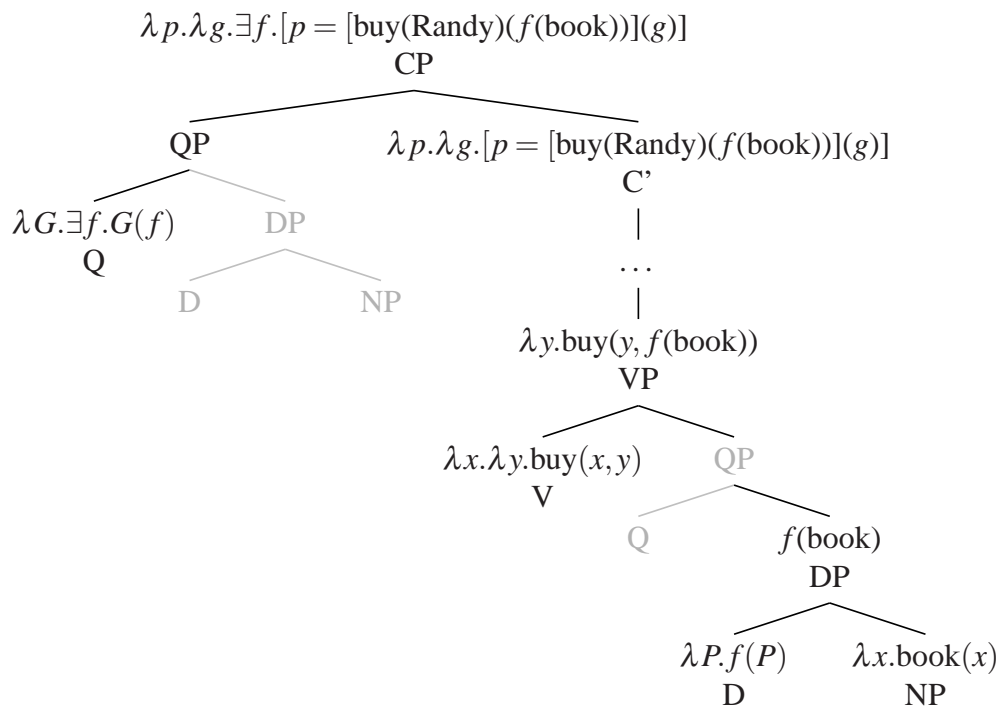 λp.λg.∃f.[p = [buy(Randy)(f(book))](g)]
CP
QP λp.λg.[p = [buy(Randy)(f(book))](g)]
C’
λG.∃f.G(f) DP
Q
D NP
...
λy.buy(y, f(book))
VP
λx.λy.buy(x,y) QP
V
Q f(book)
DP
λP.f(P) λx.book(x)
D NP